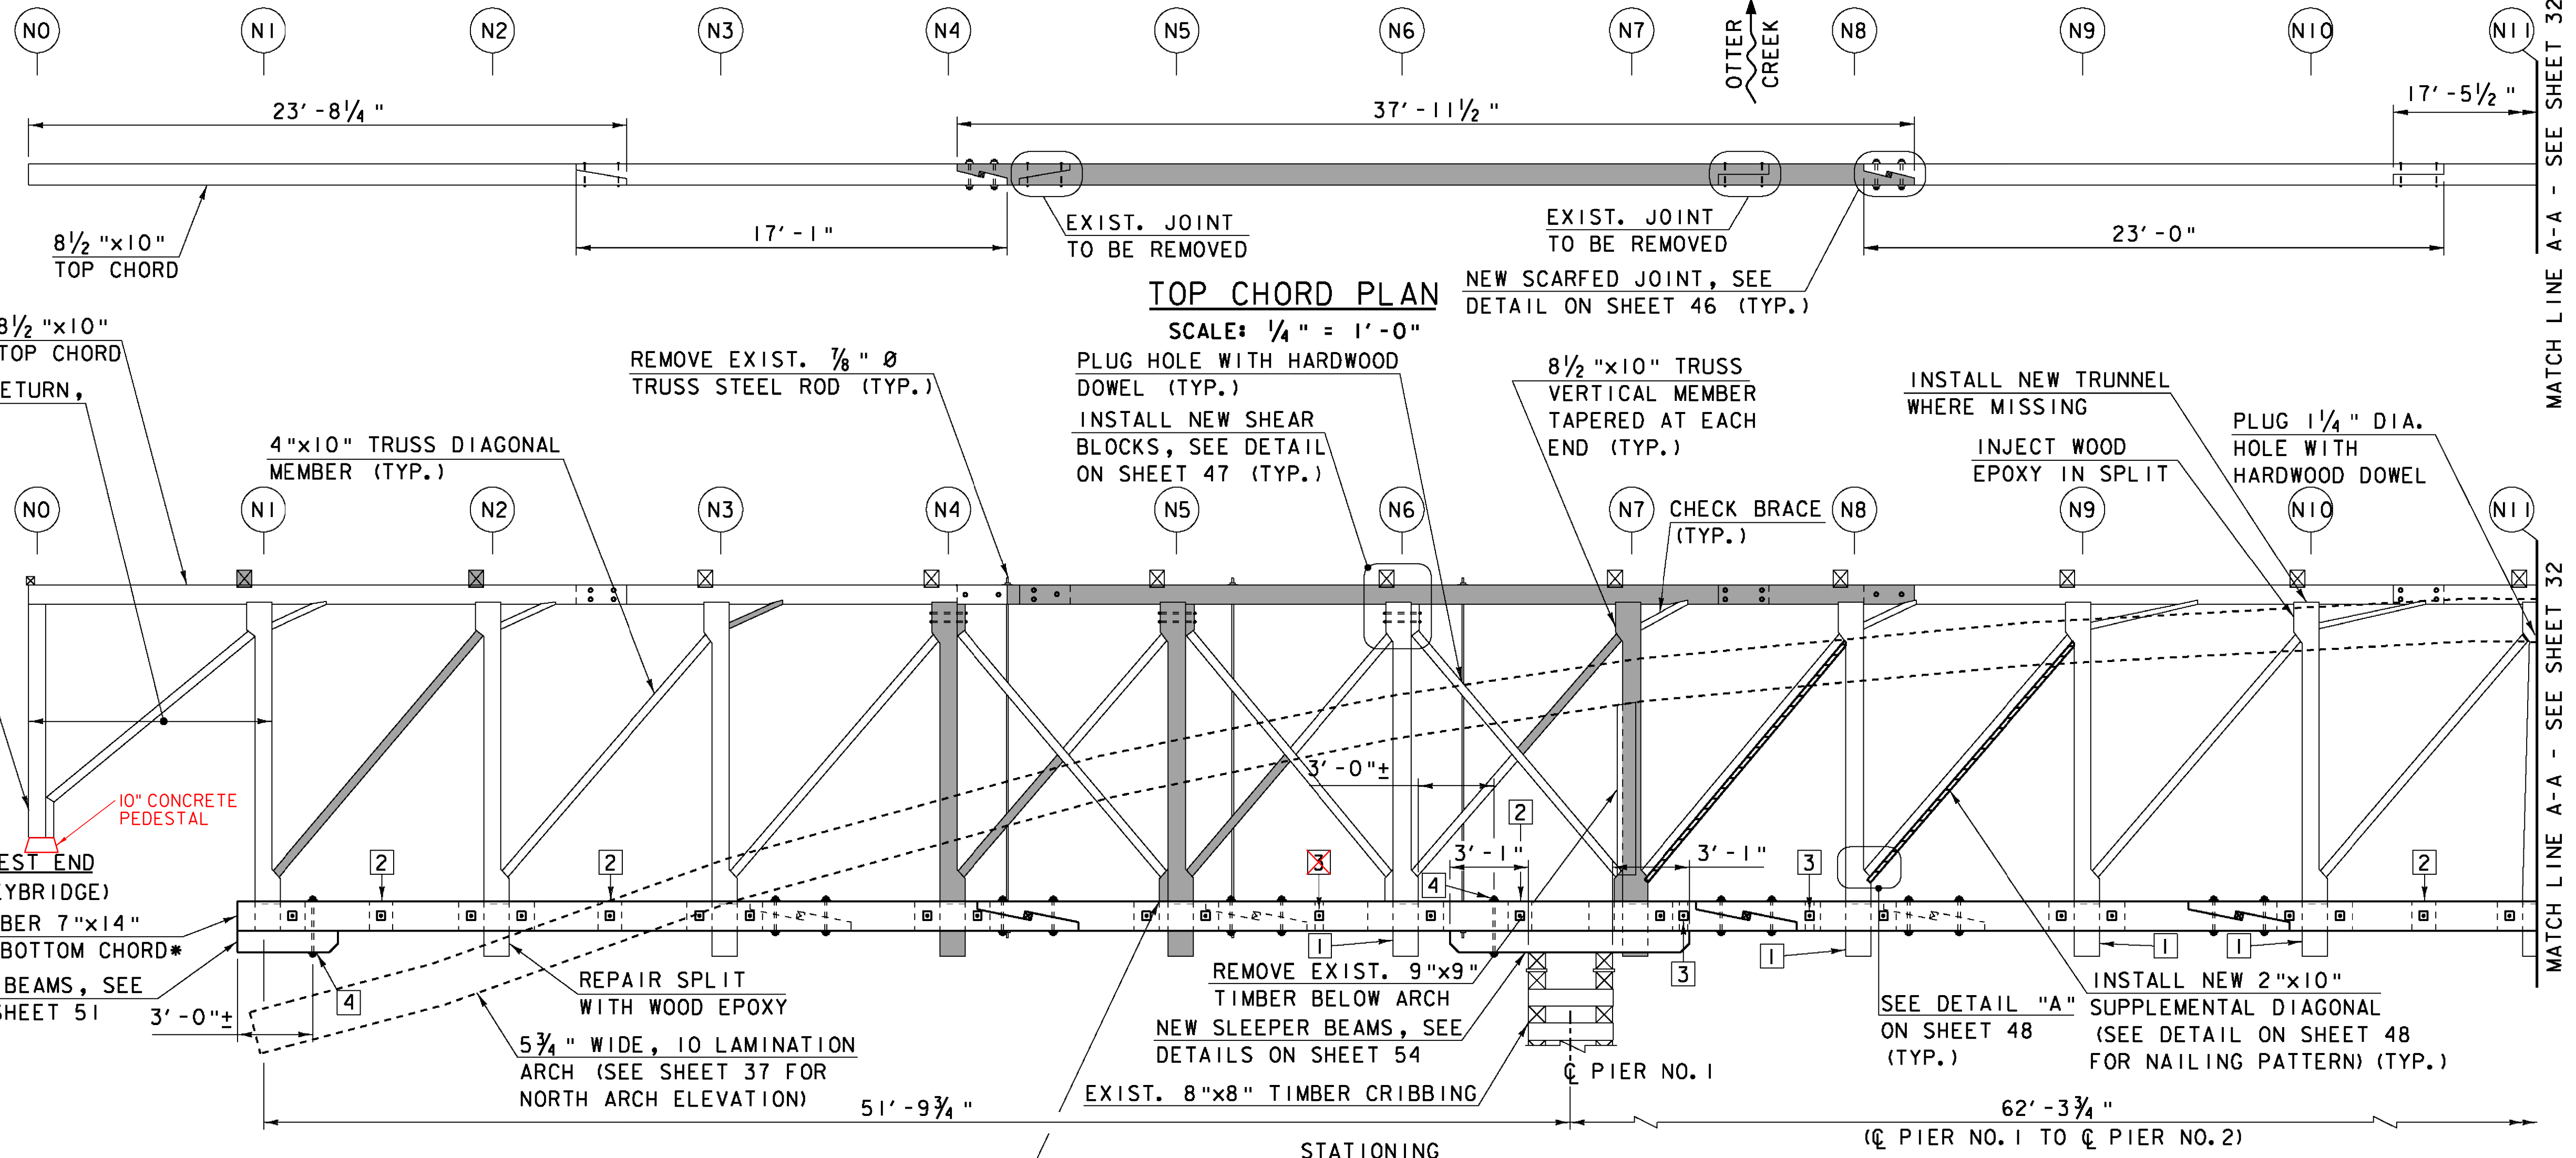 N0 N1 N2 N3 N4 N5 N6 N7 N8 N9 N10 N11
OTTER
CREEK
23'-8¼"
37'-11½"
17'-5½"
8½"x10"
TOP CHORD
17'-1"
EXIST. JOINT
TO BE REMOVED
EXIST. JOINT
TO BE REMOVED
23'-0"
NEW SCARFED JOINT, SEE
DETAIL ON SHEET 46 (TYP.)
TOP CHORD PLAN
SCALE: ¼" = 1'-0"
MATCH LINE A-A - SEE SHEET 32
8½"x10"
TOP CHORD
ETURN,
4"x10" TRUSS DIAGONAL
MEMBER (TYP.)
REMOVE EXIST. ⅞" Ø
TRUSS STEEL ROD (TYP.)
PLUG HOLE WITH HARDWOOD
DOWEL (TYP.)
INSTALL NEW SHEAR
BLOCKS, SEE DETAIL
ON SHEET 47 (TYP.)
8½"x10" TRUSS
VERTICAL MEMBER
TAPERED AT EACH
END (TYP.)
CHECK BRACE
(TYP.)
INSTALL NEW TRUNNEL
WHERE MISSING
INJECT WOOD
EPOXY IN SPLIT
PLUG 1¼" DIA.
HOLE WITH
HARDWOOD DOWEL
N0 N1 N2 N3 N4 N5 N6 N7 N8 N9 N10 N11
MATCH LINE A-A - SEE SHEET 32
10" CONCRETE
PEDESTAL
EST END
EYBRIDGE)
BER 7"x14"
BOTTOM CHORD*
BEAMS, SEE
SHEET 51
3'-0"±
2
2
3
4
2
3
2
3'-0"±
3'-1"
3'-1"
4
1
3
1
1
1
REPAIR SPLIT
WITH WOOD EPOXY
5¾" WIDE, 10 LAMINATION
ARCH (SEE SHEET 37 FOR
NORTH ARCH ELEVATION)
REMOVE EXIST. 9"x9"
TIMBER BELOW ARCH
NEW SLEEPER BEAMS, SEE
DETAILS ON SHEET 54
EXIST. 8"x8" TIMBER CRIBBING
℄ PIER NO. 1
SEE DETAIL "A"
ON SHEET 48
(TYP.)
INSTALL NEW 2"x10"
SUPPLEMENTAL DIAGONAL
(SEE DETAIL ON SHEET 48
FOR NAILING PATTERN) (TYP.)
51'-9¾"
62'-3¾"
(℄ PIER NO. 1 TO ℄ PIER NO. 2)
STATIONING